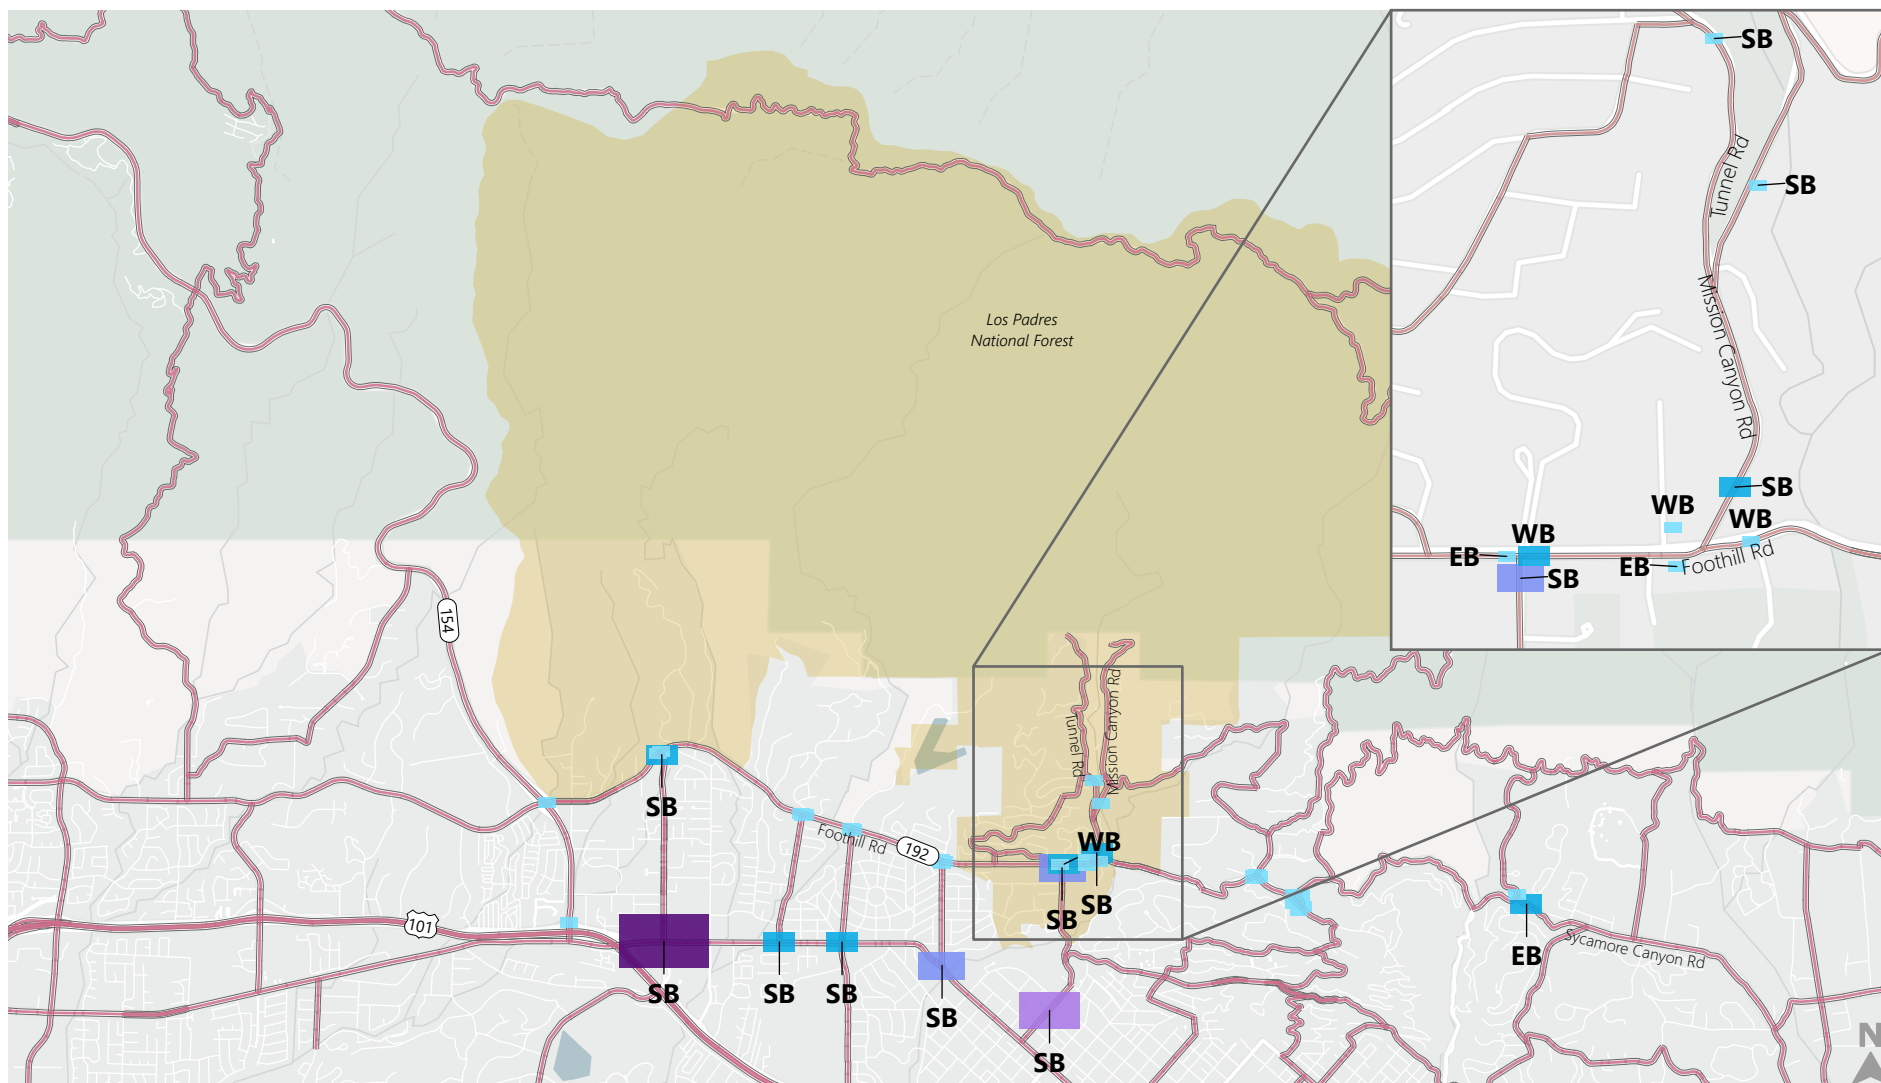 SB
SB
Tunnel Rd
Mission Canyon Rd
SB
WB
WB
WB
EB
EB
Foothill Rd
SB
Los Padres
National Forest
154
Tunnel Rd
Mission Canyon Rd
SB
Foothill Rd
192
WB
SB
SB
101
EB
Sycamore Canyon Rd
SB
SB
SB
SB
SB
N